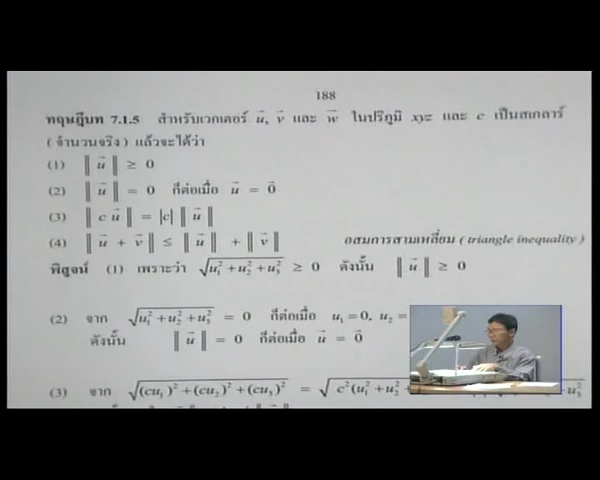 188
ทฤษฎีบท 7.1.5 สำหรับเวกเตอร์ u⃗, v⃗ และ w⃗ ในปริภูมิ xyz และ c เป็นสเกลาร์
(จำนวนจริง) แล้วจะได้ว่า
(1) ‖ u⃗ ‖ ≥ 0
(2) ‖ u⃗ ‖ = 0 ก็ต่อเมื่อ u⃗ = 0⃗
(3) ‖ c u⃗ ‖ = |c| ‖ u⃗ ‖
(4) ‖ u⃗ + v⃗ ‖ ≤ ‖ u⃗ ‖ + ‖ v⃗ ‖ อสมการสามเหลี่ยม (triangle inequality)
พิสูจน์ (1) เพราะว่า √(u₁² + u₂² + u₃²) ≥ 0 ดังนั้น ‖ u⃗ ‖ ≥ 0
(2) จาก √(u₁² + u₂² + u₃²) = 0 ก็ต่อเมื่อ u₁ = 0, u₂ =
ดังนั้น ‖ u⃗ ‖ = 0 ก็ต่อเมื่อ u⃗ = 0⃗
(3) จาก √((cu₁)² + (cu₂)² + (cu₃)²) = √(c²(u₁² + u₂²